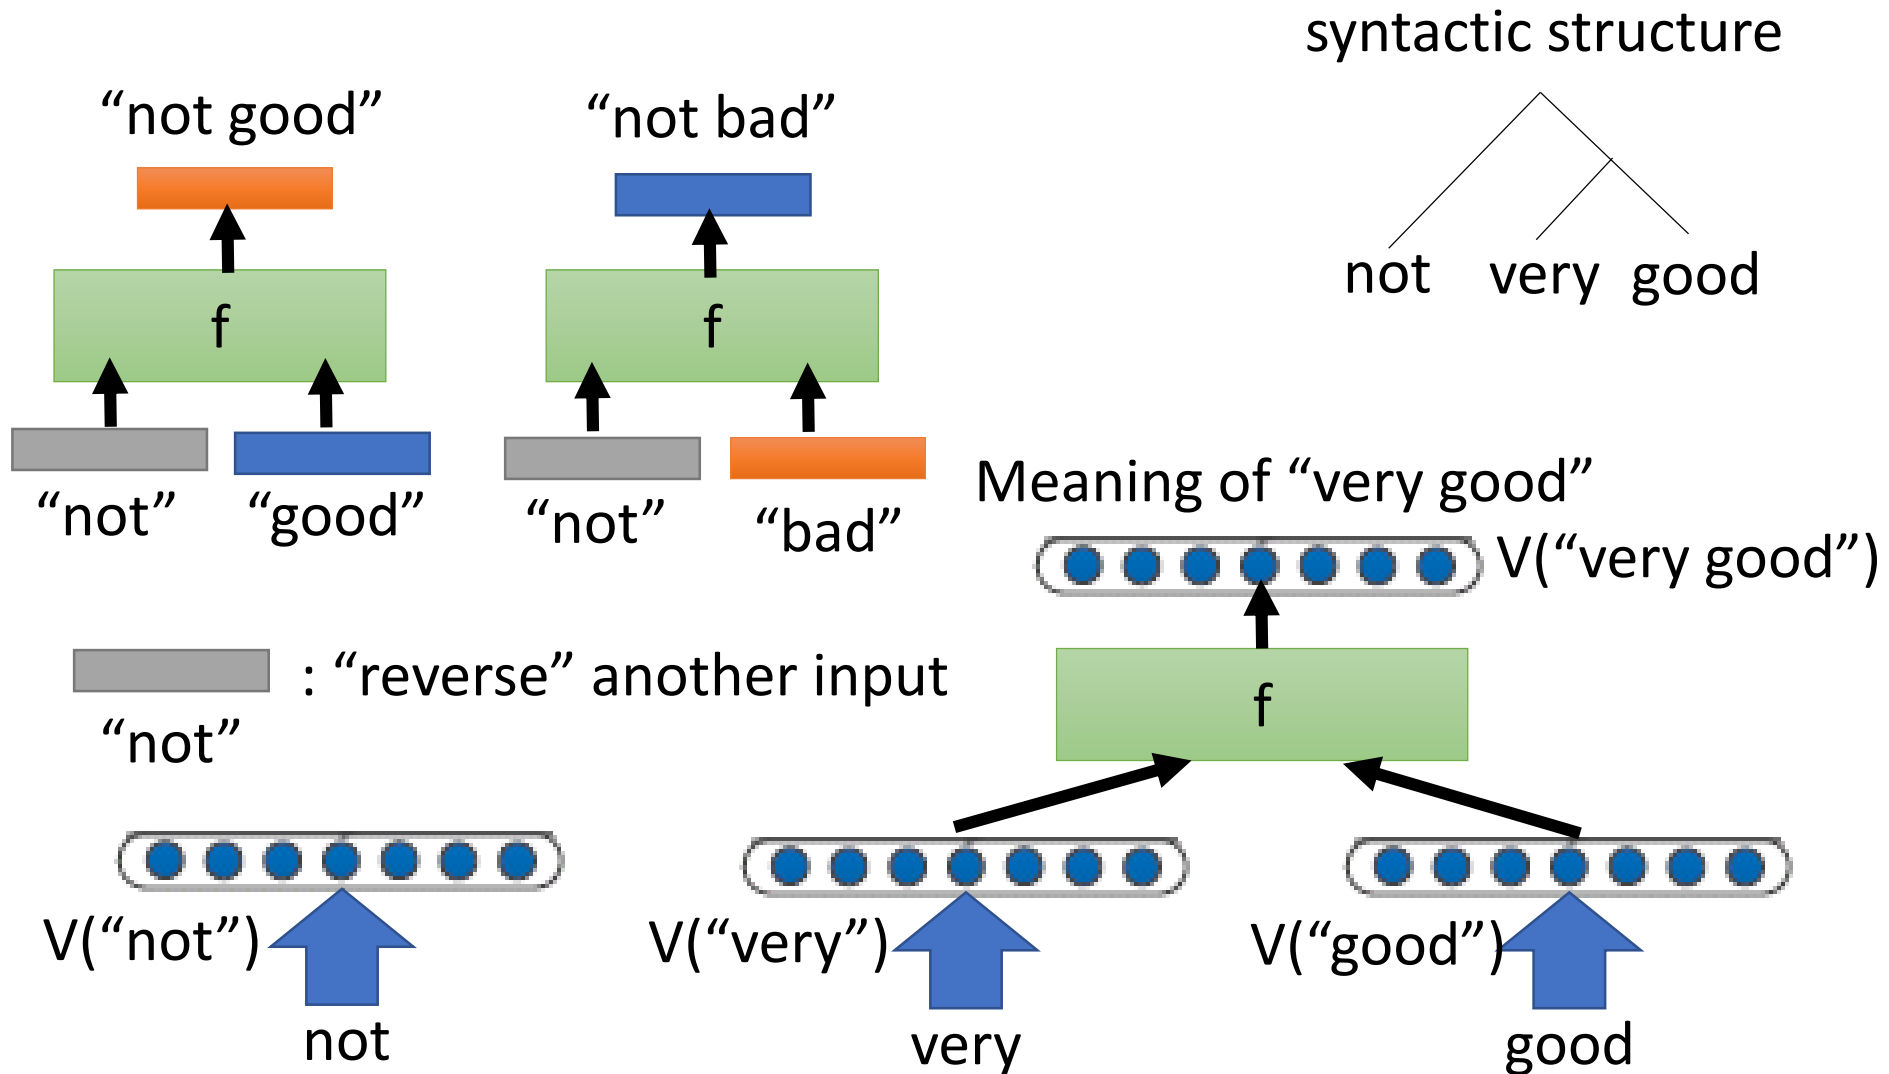 syntactic structure
not very good
“not good”
f
“not” “good”
“not bad”
f
“not” “bad”
: “reverse” another input
“not”
Meaning of “very good”
V(“very good”)
f
V(“not”)
V(“very”)
V(“good”)
not
very
good